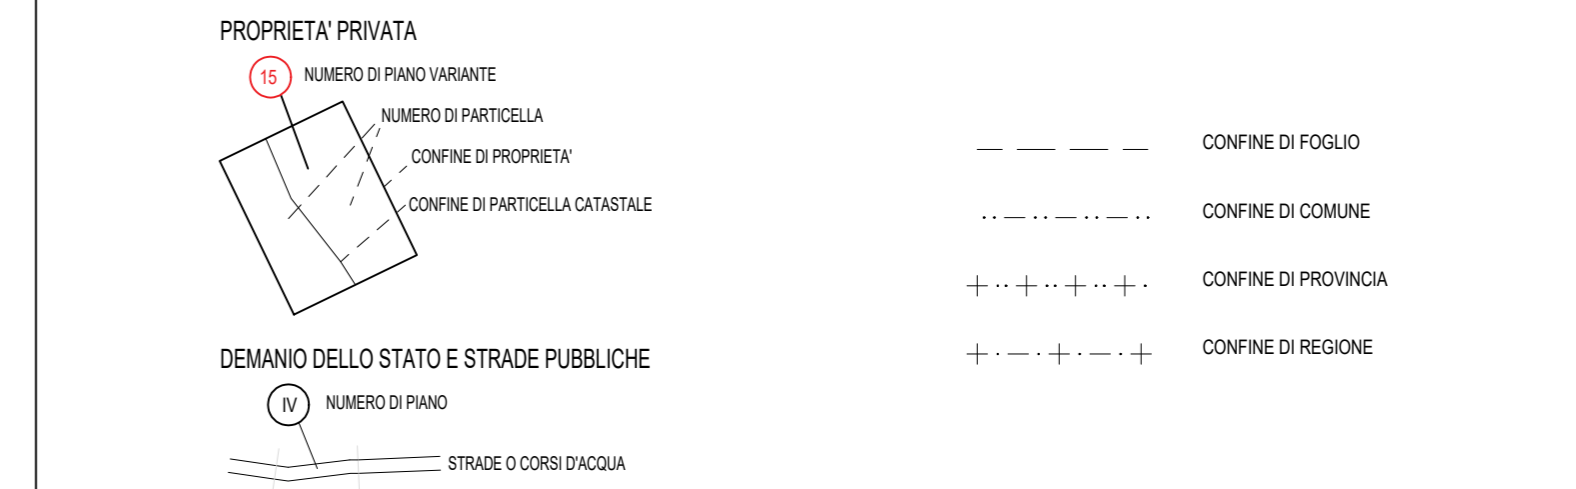 PROPRIETA' PRIVATA
15 NUMERO DI PIANO VARIANTE
NUMERO DI PARTICELLA
CONFINE DI PROPRIETA'
CONFINE DI PARTICELLA CATASTALE
DEMANIO DELLO STATO E STRADE PUBBLICHE
IV NUMERO DI PIANO
STRADE O CORSI D'ACQUA
CONFINE DI FOGLIO
CONFINE DI COMUNE
CONFINE DI PROVINCIA
CONFINE DI REGIONE